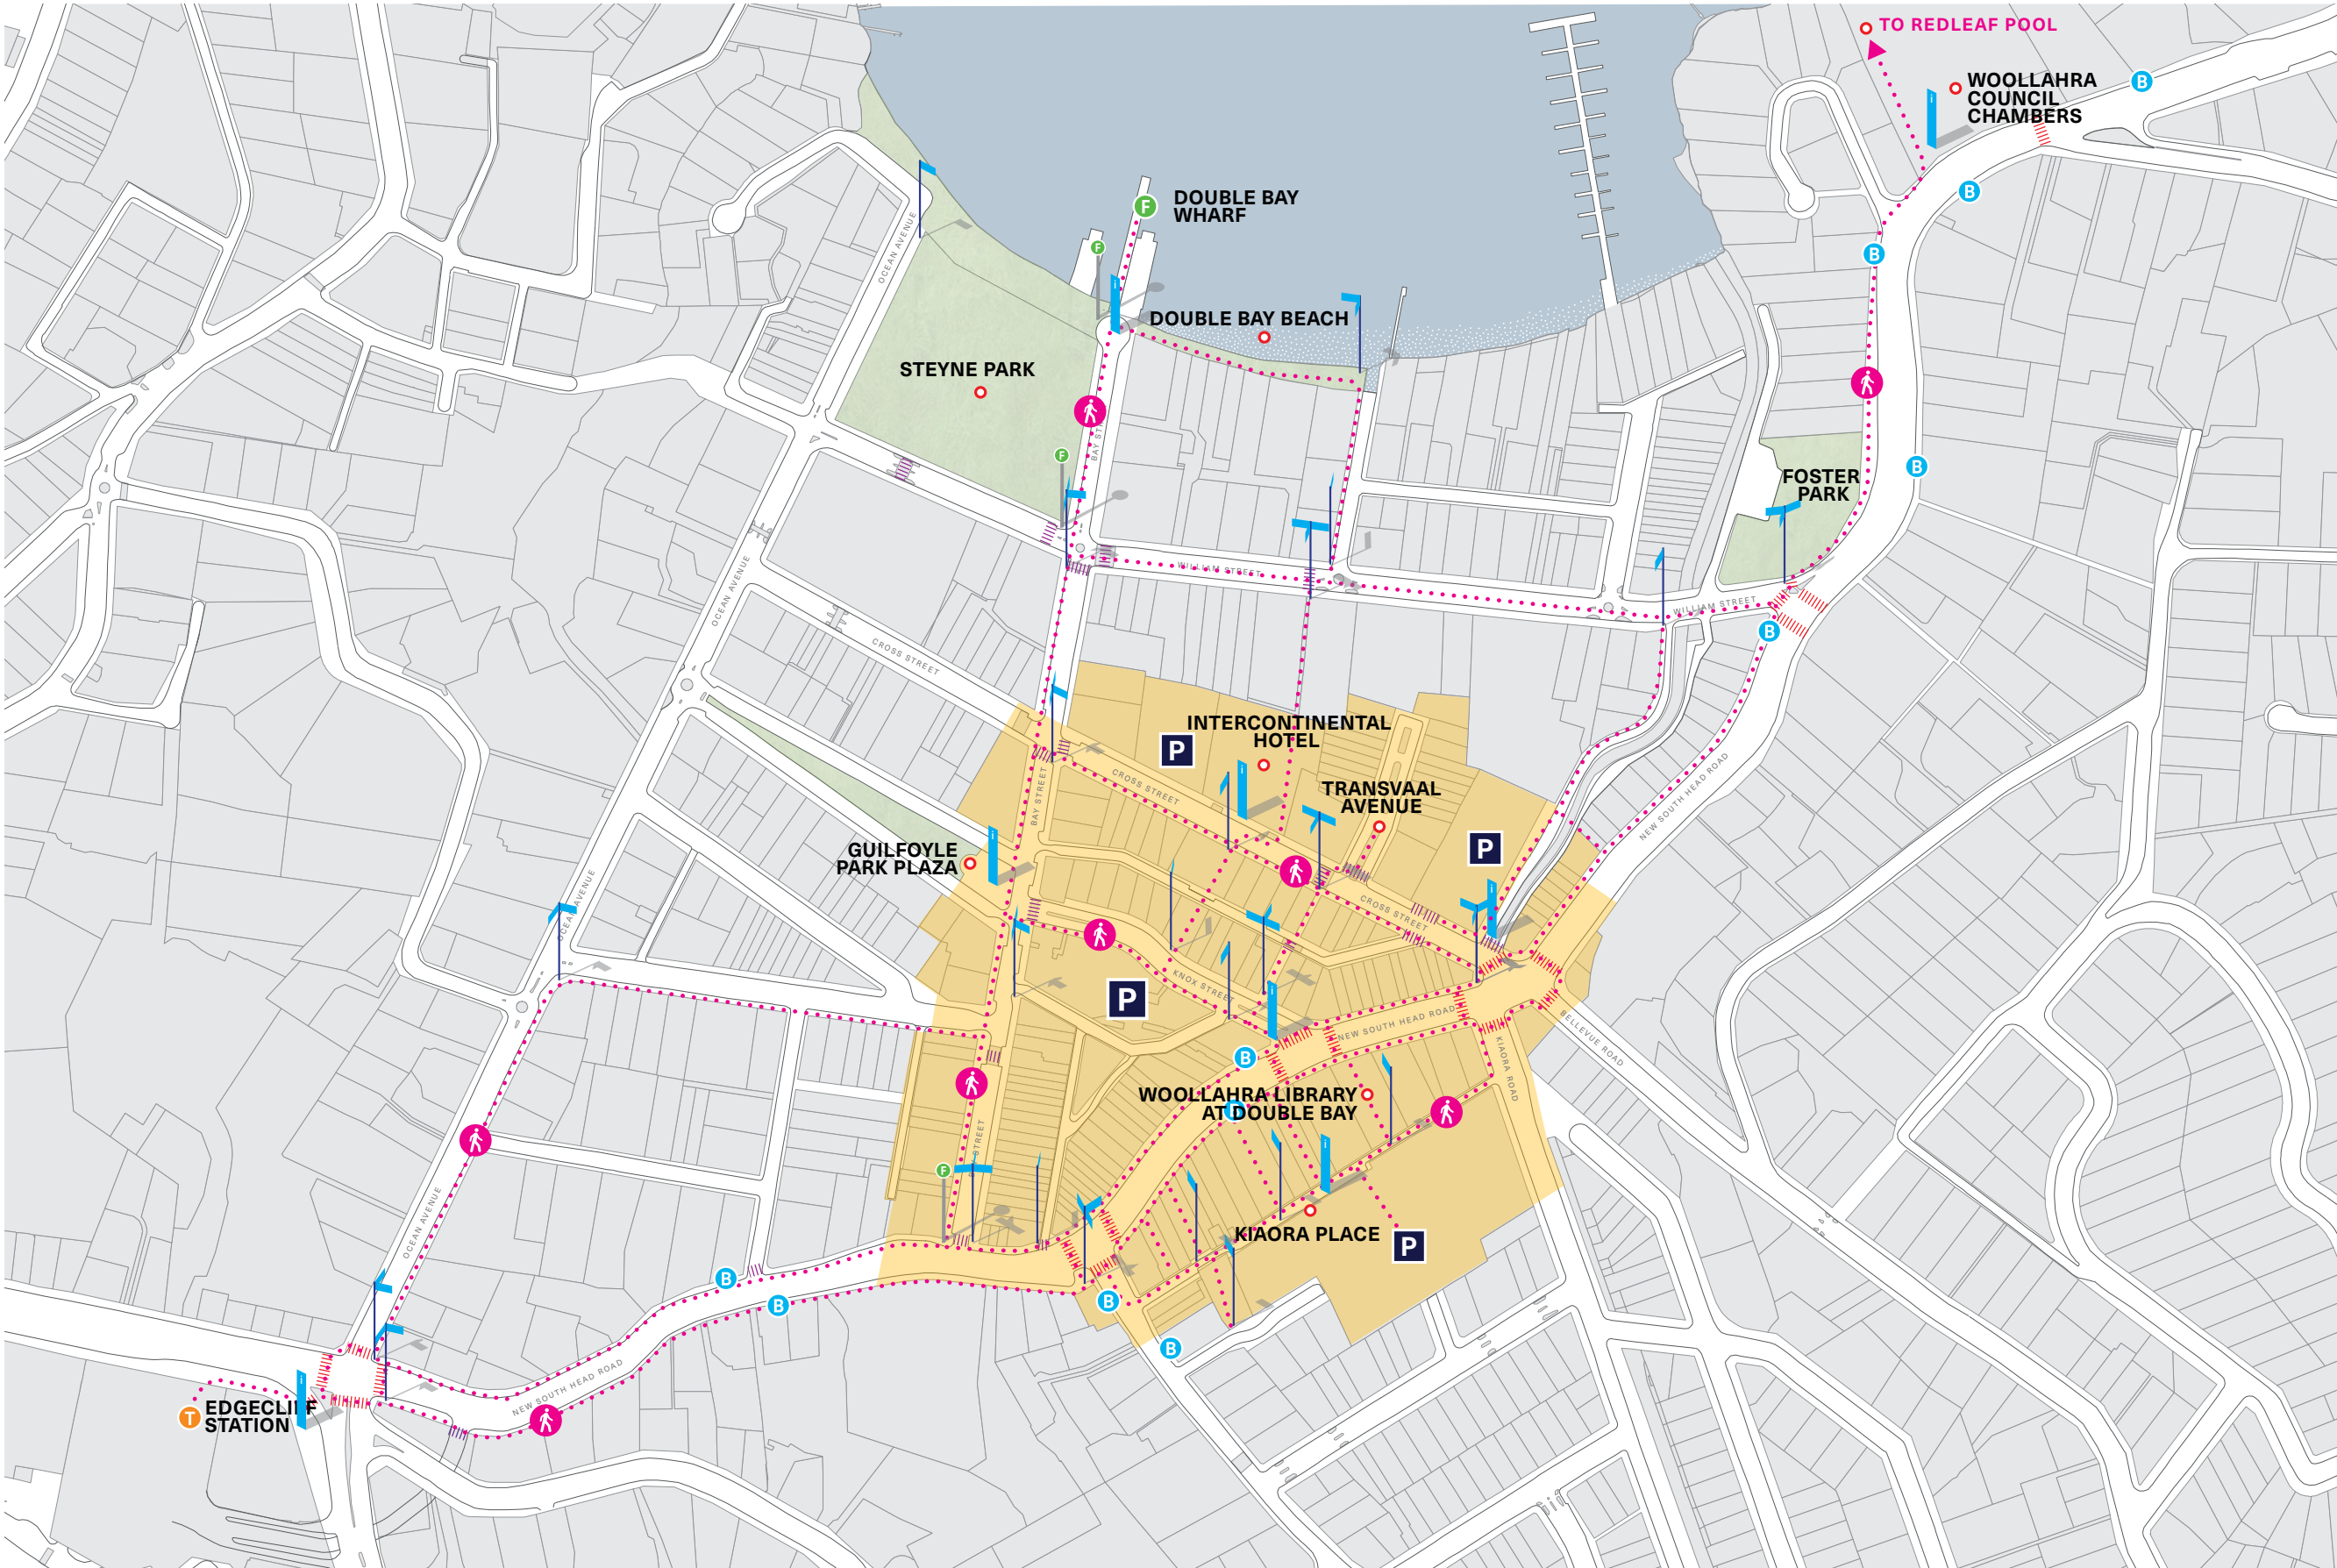 TO REDLEAF POOL
WOOLLAHRA
COUNCIL
CHAMBERS
B
B
B
F
DOUBLE BAY
WHARF
F
i
i
OCEAN AVENUE
DOUBLE BAY BEACH
STEYNE PARK
BAY ST
F
B
FOSTER
PARK
WILLIAM STREET
WILLIAM STREET
B
OCEAN AVENUE
CROSS STREET
INTERCONTINENTAL
HOTEL
P
i
CROSS STREET
BAY STREET
TRANSVAAL
AVENUE
NEW SOUTH HEAD ROAD
P
GUILFOYLE
PARK PLAZA
i
i
OCEAN AVENUE
CROSS STREET
KNOX STREET
P
i
NEW SOUTH HEAD ROAD
BELLEVUE ROAD
KIAORA ROAD
B
WOOLLAHRA LIBRARY
AT DOUBLE BAY
STREET
F
i
OCEAN AVENUE
KIAORA PLACE
P
B
B
B
B
NEW SOUTH HEAD ROAD
i
T
EDGECLIFF
STATION